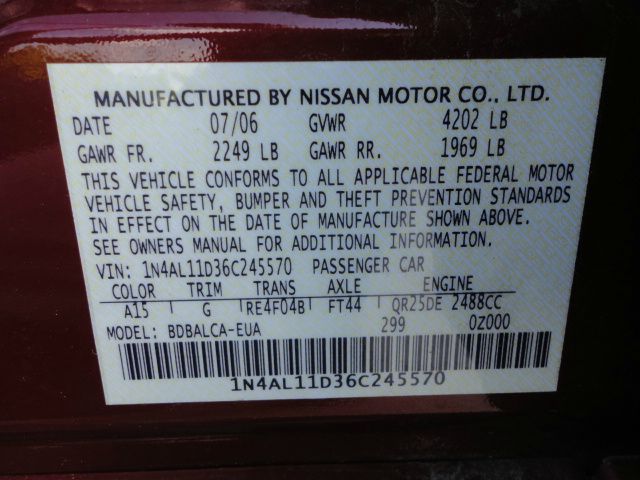 MANUFACTURED BY NISSAN MOTOR CO., LTD.
DATE 07/06 GVWR 4202 LB
GAWR FR. 2249 LB GAWR RR. 1969 LB
THIS VEHICLE CONFORMS TO ALL APPLICABLE FEDERAL MOTOR
VEHICLE SAFETY, BUMPER AND THEFT PREVENTION STANDARDS
IN EFFECT ON THE DATE OF MANUFACTURE SHOWN ABOVE.
SEE OWNERS MANUAL FOR ADDITIONAL INFORMATION.
VIN: 1N4AL11D36C245570 PASSENGER CAR
COLOR TRIM TRANS AXLE ENGINE
A15 G RE4F04B FT44 QR25DE 2488CC
MODEL: BDBALCA-EUA 299 0Z000
1N4AL11D36C245570